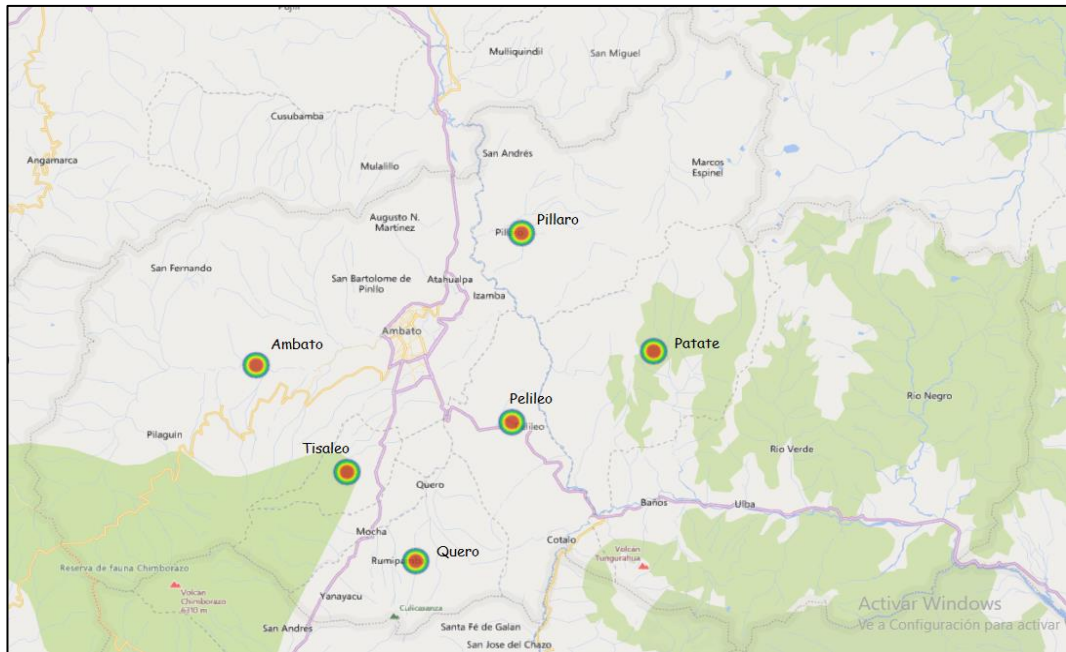 Mulliquindil
San Miguel
Cusubamba
Angamarca
Mulalillo
San Andrés
Marcos
Espinel
Augusto N.
Martinez
Pillaro
San Fernando
San Bartolome de
Pinllo
Atahualpa
Izamba
Ambato
Ambato
Patate
Pelileo
Rio Negro
Pilaguin
Tisaleo
Rio Verde
Quero
Baños
Ulba
Mocha
Cotalo
Quero
Volcan
Tungurahua
Reserva de fauna Chimborazo
Volcan
Chimborazo
6310 m
Yanayacu
Culicasanza
San Andres
Santa Fé de Galan
San Jose del Chazo
Activar Windows
Ve a Configuración para activar